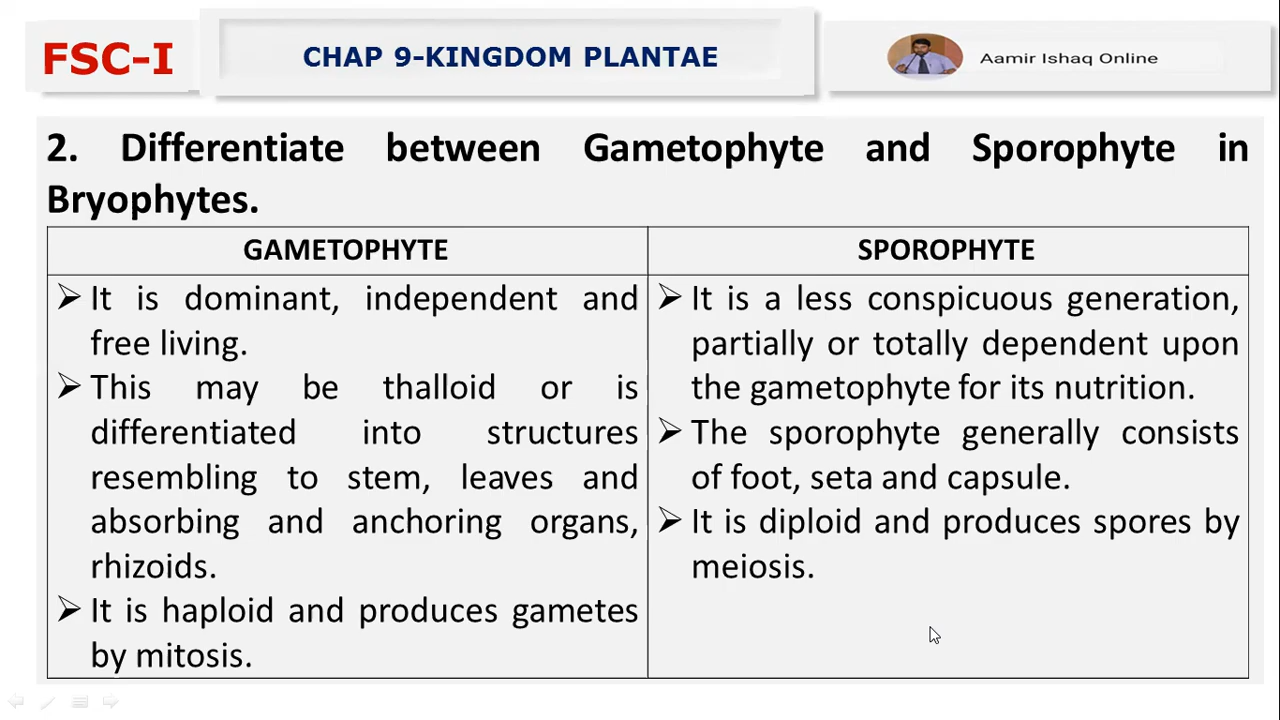 FSC-I
CHAP 9-KINGDOM PLANTAE
Aamir Ishaq Online
2. Differentiate between Gametophyte and Sporophyte in
Bryophytes.
GAMETOPHYTE
➢ It is dominant, independent and
free living.
➢ This may be thalloid or is
differentiated into structures
resembling to stem, leaves and
absorbing and anchoring organs,
rhizoids.
➢ It is haploid and produces gametes
by mitosis.
SPOROPHYTE
➢ It is a less conspicuous generation,
partially or totally dependent upon
the gametophyte for its nutrition.
➢ The sporophyte generally consists
of foot, seta and capsule.
➢ It is diploid and produces spores by
meiosis.